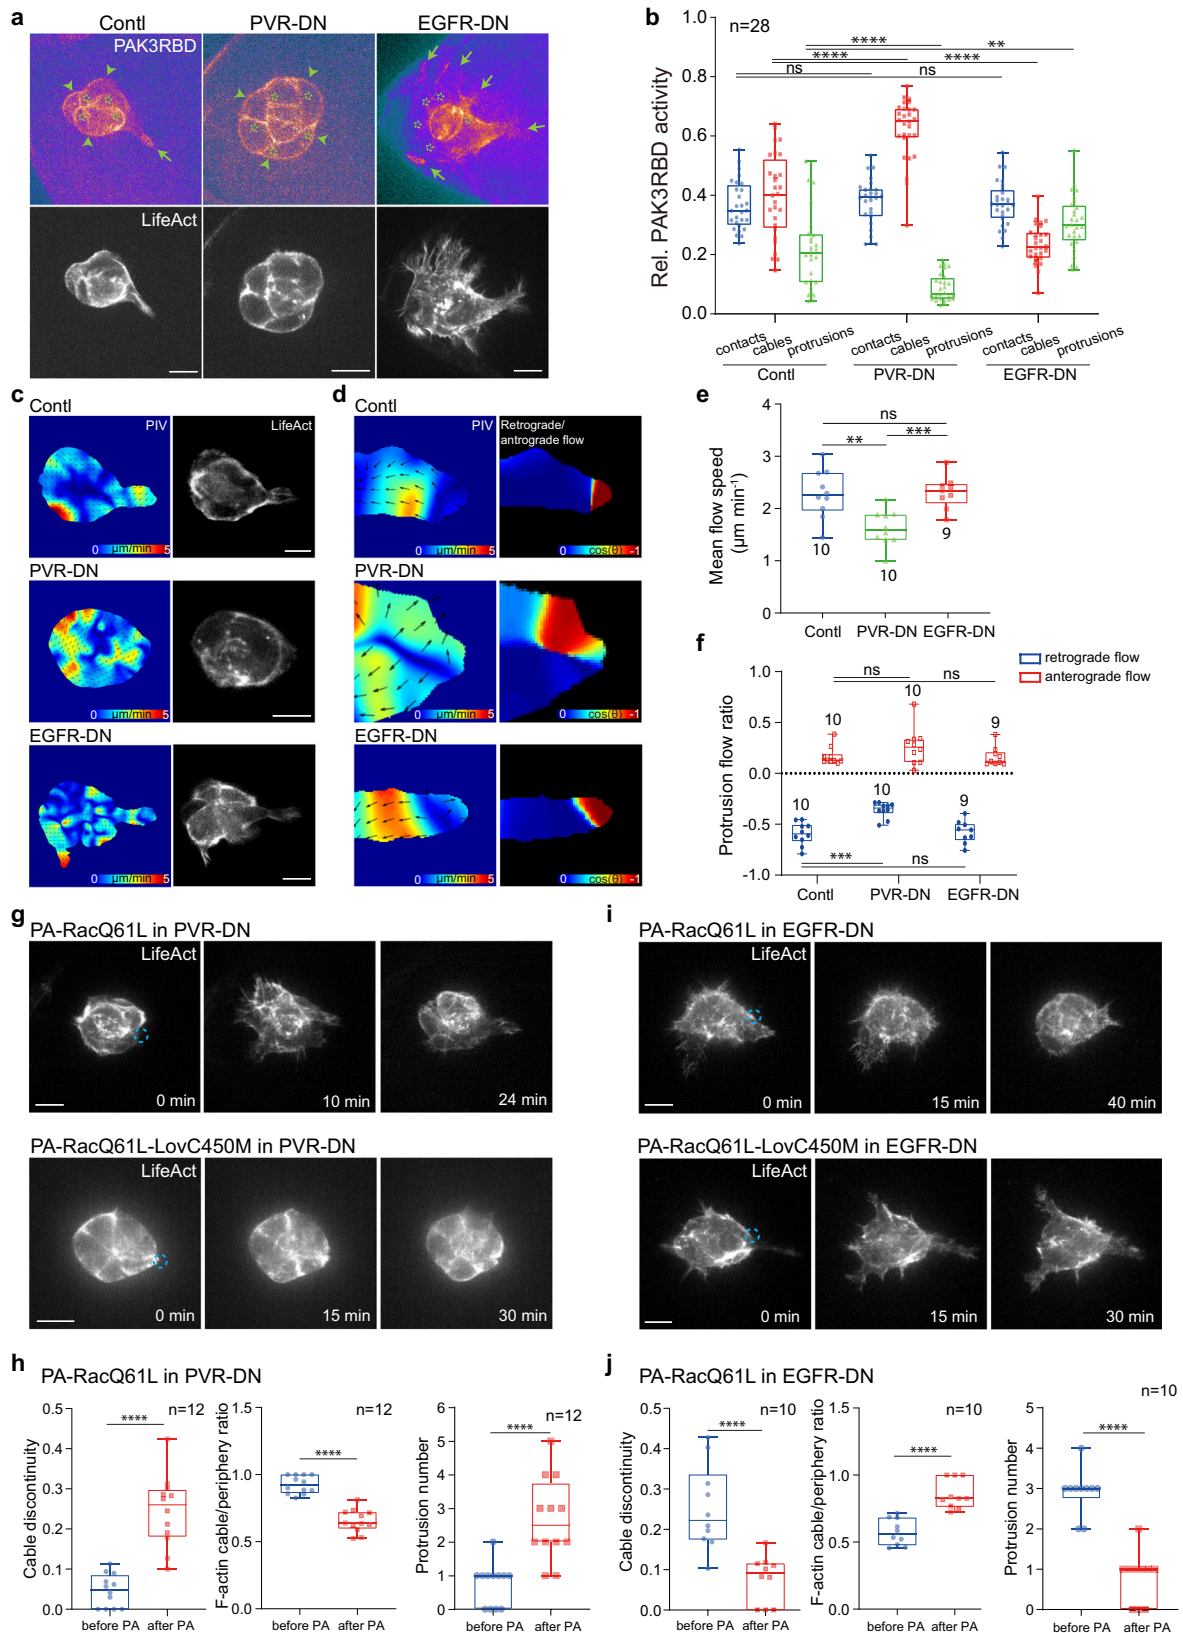 a
Contl
PVR-DN
EGFR-DN
PAK3RBD
LifeAct
b
n=28
****
****
**
****
ns
ns
Rel. PAK3RBD activity
1.0
0.8
0.6
0.4
0.2
0.0
contacts
cables
protrusions
contacts
cables
protrusions
contacts
cables
protrusions
Contl
PVR-DN
EGFR-DN
c
Contl
PIV
LifeAct
0 µm/min 5
PVR-DN
0 µm/min 5
EGFR-DN
0 µm/min 5
d
Contl
PIV
Retrograde/
antrograde flow
0 µm/min 5
0 cos(θ) -1
PVR-DN
0 µm/min 5
0 cos(θ) -1
EGFR-DN
0 µm/min 5
0 cos(θ) -1
e
Mean flow speed
(µm min-1)
4
3
2
1
0
ns
**
***
10
10
9
Contl
PVR-DN
EGFR-DN
f
retrograde flow
anterograde flow
Protrusion flow ratio
1.0
0.5
0.0
-0.5
-1.0
ns
ns
10
10
9
10
10
9
***
ns
Contl
PVR-DN
EGFR-DN
g
PA-RacQ61L in PVR-DN
LifeAct
0 min
10 min
24 min
PA-RacQ61L-LovC450M in PVR-DN
LifeAct
0 min
15 min
30 min
i
PA-RacQ61L in EGFR-DN
LifeAct
0 min
15 min
40 min
PA-RacQ61L-LovC450M in EGFR-DN
LifeAct
0 min
15 min
30 min
h
PA-RacQ61L in PVR-DN
Cable discontinuity
0.5
0.4
0.3
0.2
0.1
0.0
****
n=12
before PA
after PA
F-actin cable/periphery ratio
1.5
1.0
0.5
0.0
****
n=12
before PA
after PA
Protrusion number
6
5
4
3
2
1
0
****
n=12
before PA
after PA
j
PA-RacQ61L in EGFR-DN
Cable discontinuity
0.5
0.4
0.3
0.2
0.1
0.0
****
n=10
before PA
after PA
F-actin cable/periphery ratio
1.5
1.0
0.5
0.0
****
n=10
before PA
after PA
Protrusion number
5
4
3
2
1
0
****
n=10
before PA
after PA